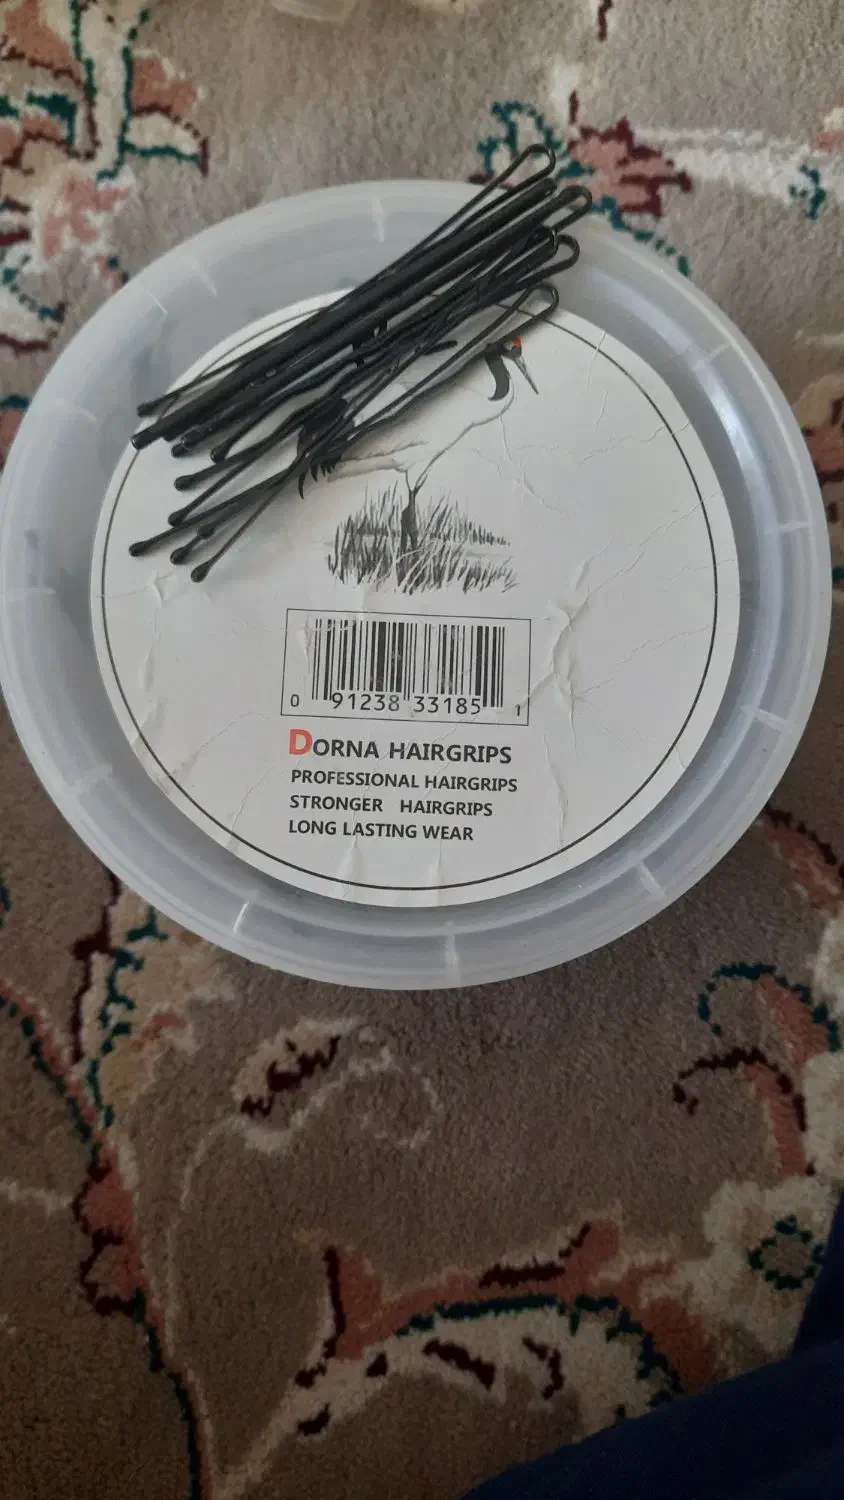 0 91238 33185 1
DORNA HAIRGRIPS
PROFESSIONAL HAIRGRIPS
STRONGER HAIRGRIPS
LONG LASTING WEAR